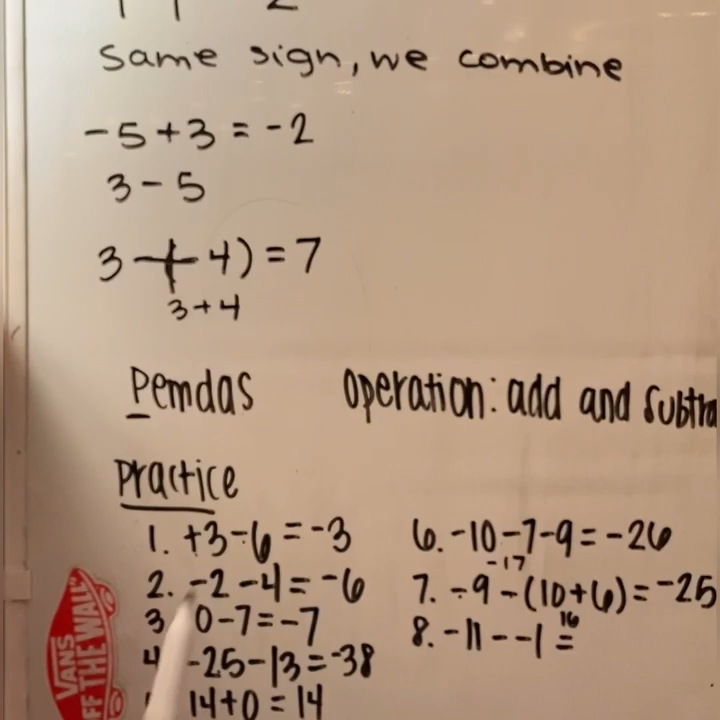 Same sign, we combine
-5+3=-2
3-5
3-(-4)=7
3+4
Pemdas
Operation: add and subtra
Practice
1. +3-6=-3
2. -2-4=-6
3 0-7=-7
4 -25-13=-38
14+0=14
6. -10-7-9=-26
-17
7. -9-(10+6)=-25
16
8. -11--1=
VANS
FF THE WALL